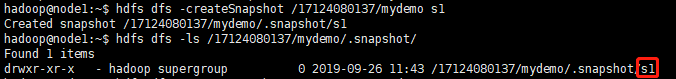 hadoop@node1:~$ hdfs dfs -createSnapshot /17124080137/mydemo s1
Created snapshot /17124080137/mydemo/.snapshot/s1
hadoop@node1:~$ hdfs dfs -ls /17124080137/mydemo/.snapshot/
Found 1 items
drwxr-xr-x   - hadoop supergroup          0 2019-09-26 11:43 /17124080137/mydemo/.snapshot/s1